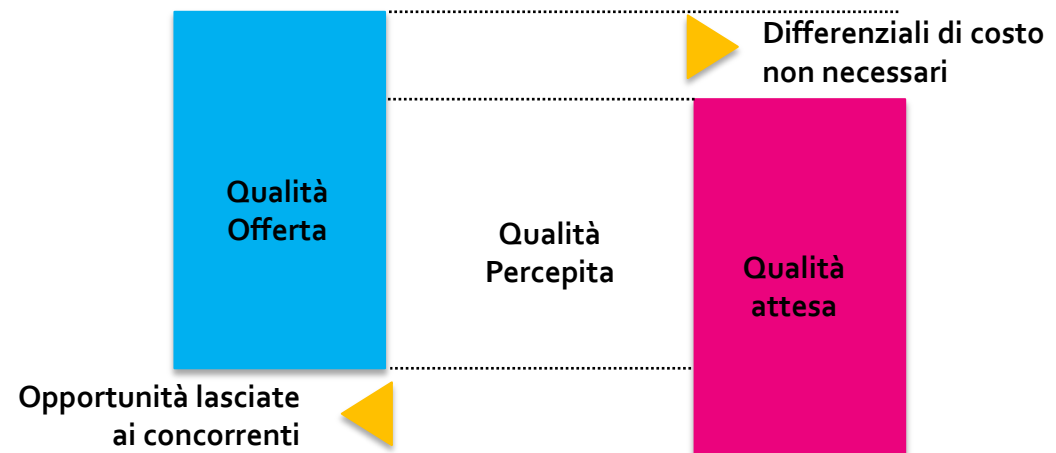 Differenziali di costo
non necessari
Qualità
Offerta
Qualità
Percepita
Qualità
attesa
Opportunità lasciate
ai concorrenti